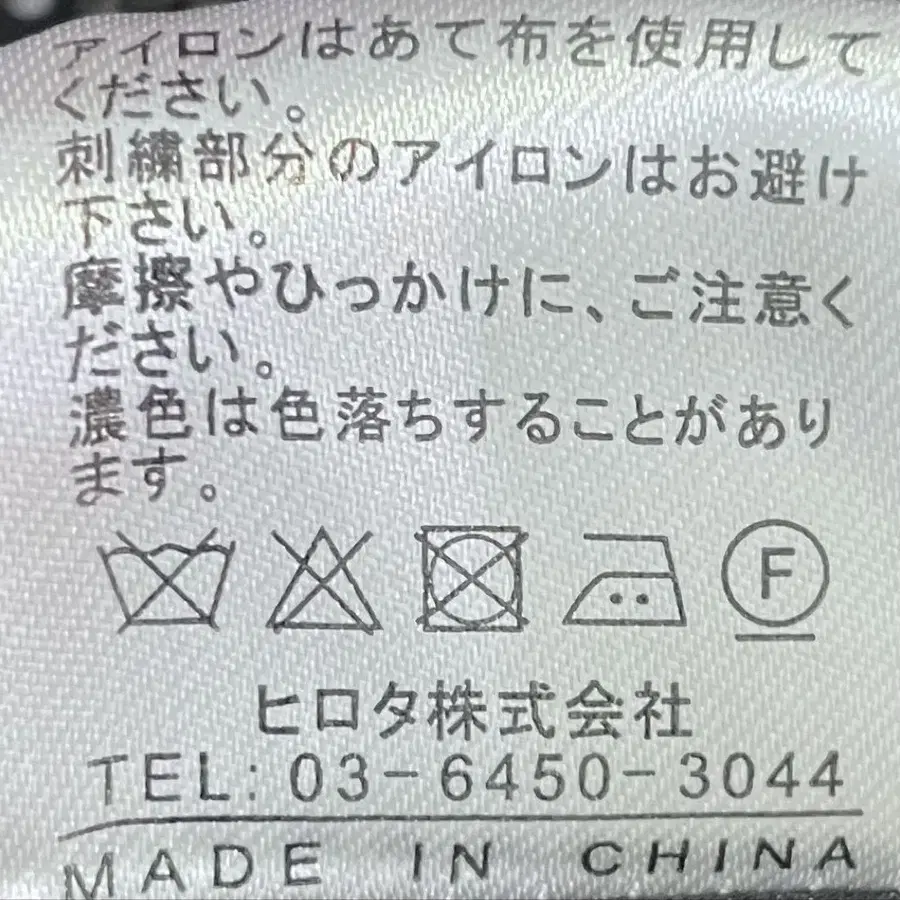 アイロンはあて布を使用して
ください。
刺繍部分のアイロンはお避け
下さい。
摩擦やひっかけに、ご注意く
ださい。
濃色は色落ちすることがあり
ます。
F
ヒロタ株式会社
TEL: 03-6450-3044
MADE IN CHINA